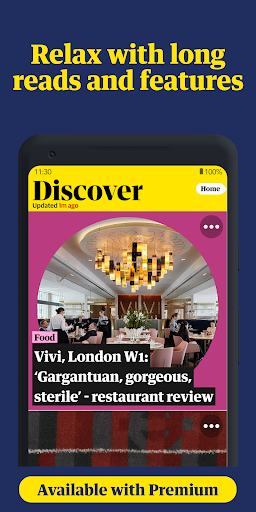 Relax with long
reads and features
11:30
100%
Discover
Home
Updated 1m ago
Food
Vivi, London W1:
‘Gargantuan, gorgeous,
sterile’ - restaurant review
Available with Premium